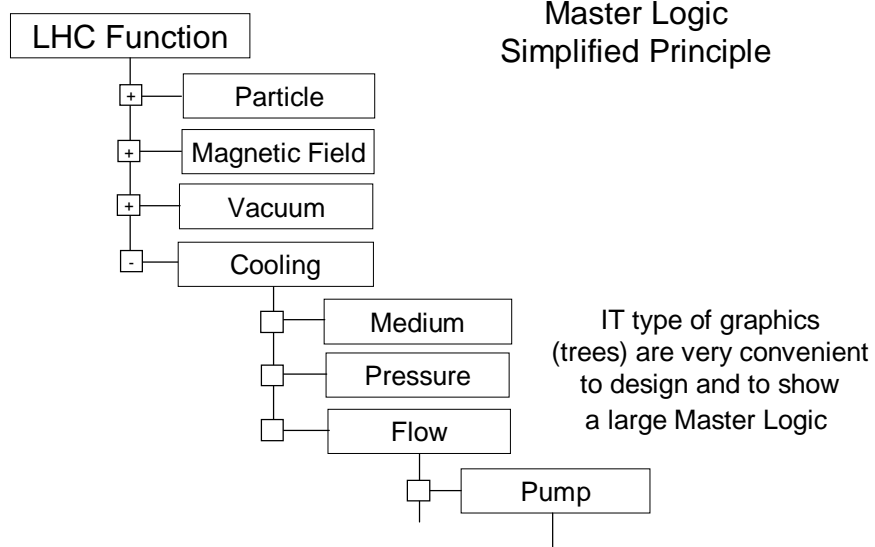 Master Logic
Simplified Principle
LHC Function
+ Particle
+ Magnetic Field
+ Vacuum
- Cooling
Medium
Pressure
Flow
Pump
IT type of graphics
(trees) are very convenient
to design and to show
a large Master Logic